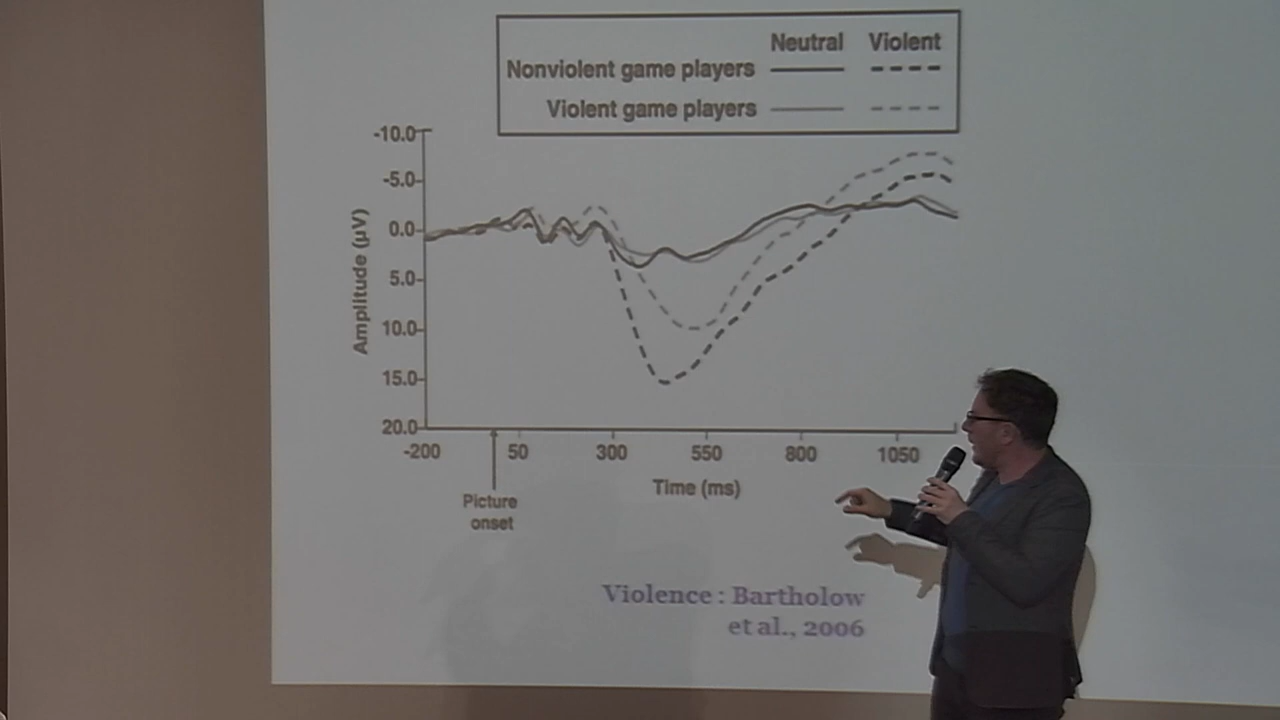 Neutral Violent
Nonviolent game players
Violent game players
-10.0
-5.0
0.0
5.0
10.0
15.0
20.0
Amplitude (µV)
-200 50 300 550 800 1050
Time (ms)
Picture
onset
Violence : Bartholow
et al., 2006